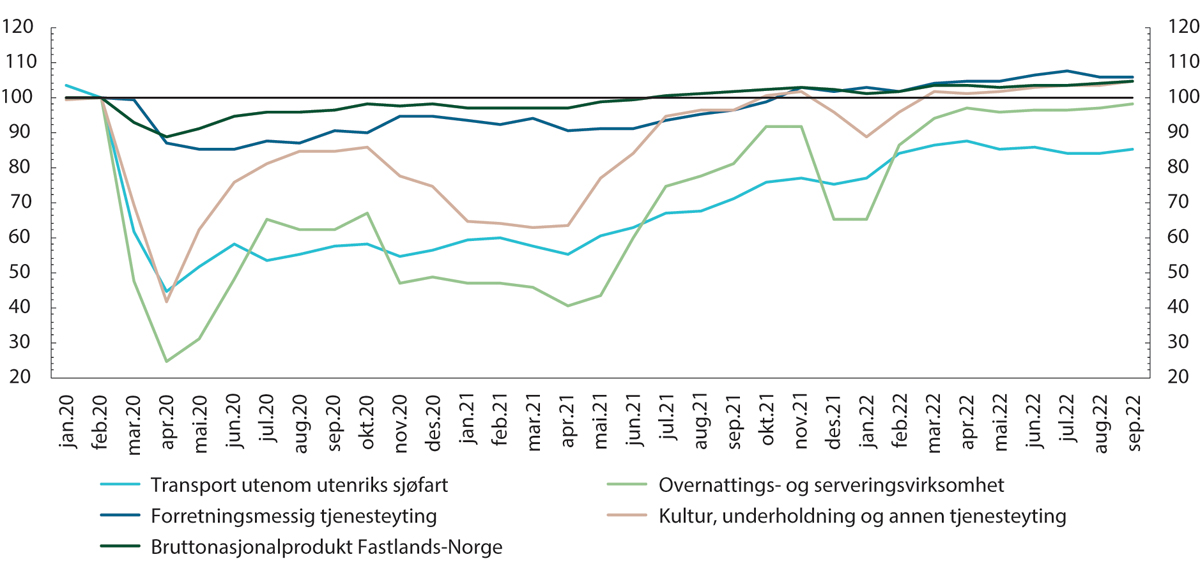 120 120
110 110
100 100
90 90
80 80
70 70
60 60
50 50
40 40
30 30
20 20
jan.20 feb.20 mar.20 apr.20 mai.20 jun.20 jul.20 aug.20 sep.20 okt.20 nov.20 des.20 jan.21 feb.21 mar.21 apr.21 mai.21 jun.21 jul.21 aug.21 sep.21 okt.21 nov.21 des.21 jan.22 feb.22 mar.22 apr.22 mai.22 jun.22 jul.22 aug.22 sep.22
Transport utenom utenriks sjøfart
Overnattings- og serveringsvirksomhet
Forretningsmessig tjenesteyting
Kultur, underholdning og annen tjenesteyting
Bruttonasjonalprodukt Fastlands-Norge